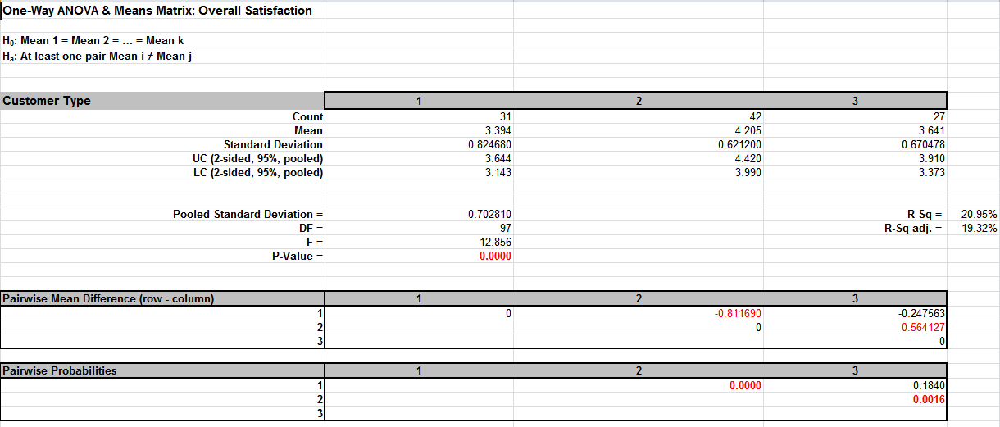 One-Way ANOVA & Means Matrix: Overall Satisfaction
H₀: Mean 1 = Mean 2 = ... = Mean k
Hₐ: At least one pair Mean i ≠ Mean j
Customer Type 1 2 3
Count 31 42 27
Mean 3.394 4.205 3.641
Standard Deviation 0.824680 0.621200 0.670478
UC (2-sided, 95%, pooled) 3.644 4.420 3.910
LC (2-sided, 95%, pooled) 3.143 3.990 3.373
Pooled Standard Deviation = 0.702810 R-Sq = 20.95%
DF = 97 R-Sq adj. = 19.32%
F = 12.856
P-Value = 0.0000
Pairwise Mean Difference (row - column) 1 2 3
1 0 -0.811690 -0.247563
2 0 0.564127
3 0
Pairwise Probabilities 1 2 3
1 0.0000 0.1840
2 0.0016
3